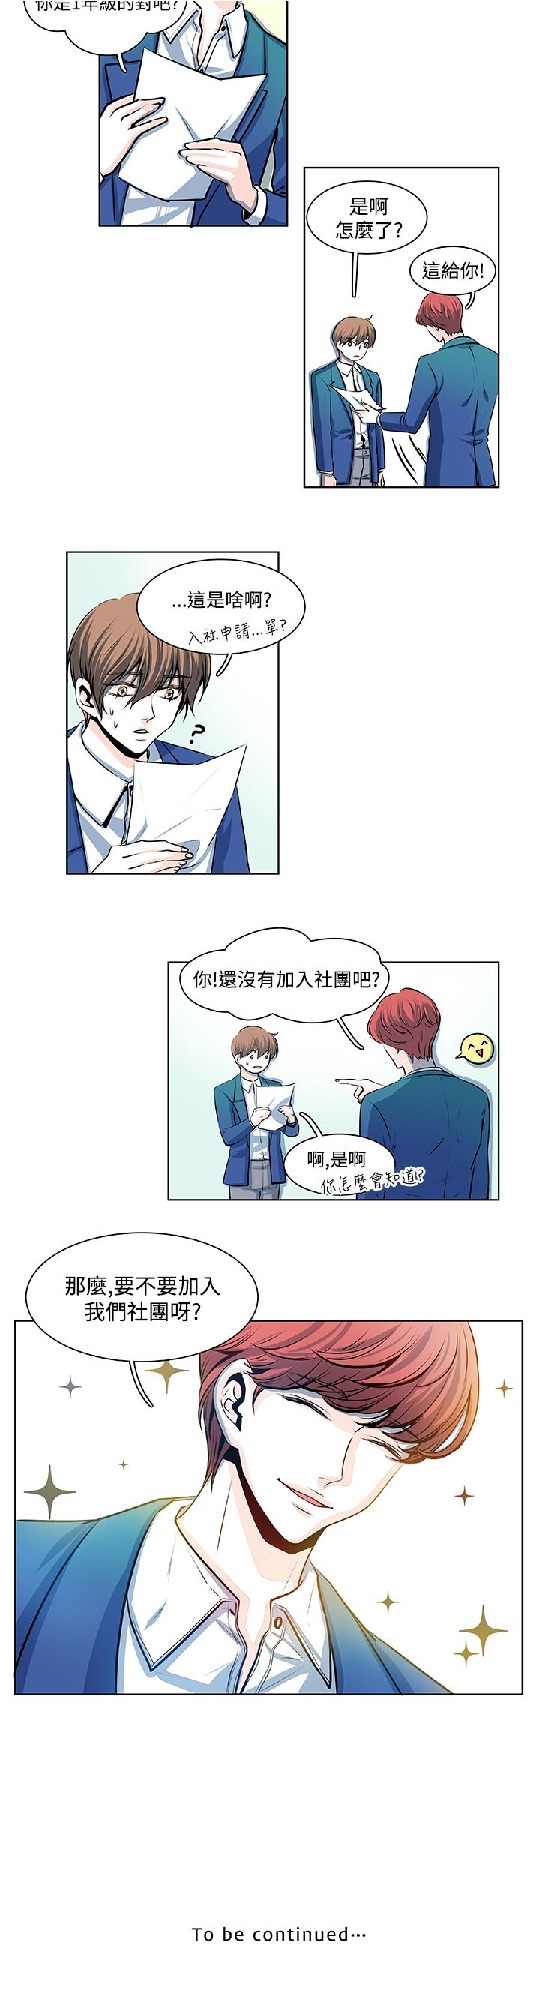 你是1年級的對吧?
是啊
怎麼了?
這給你!
...這是啥啊?
入社申請...單?
?
你!還沒有加入社團吧?
啊,是啊
你怎麼會知道?
那麼,要不要加入
我們社團呀?
To be continued…